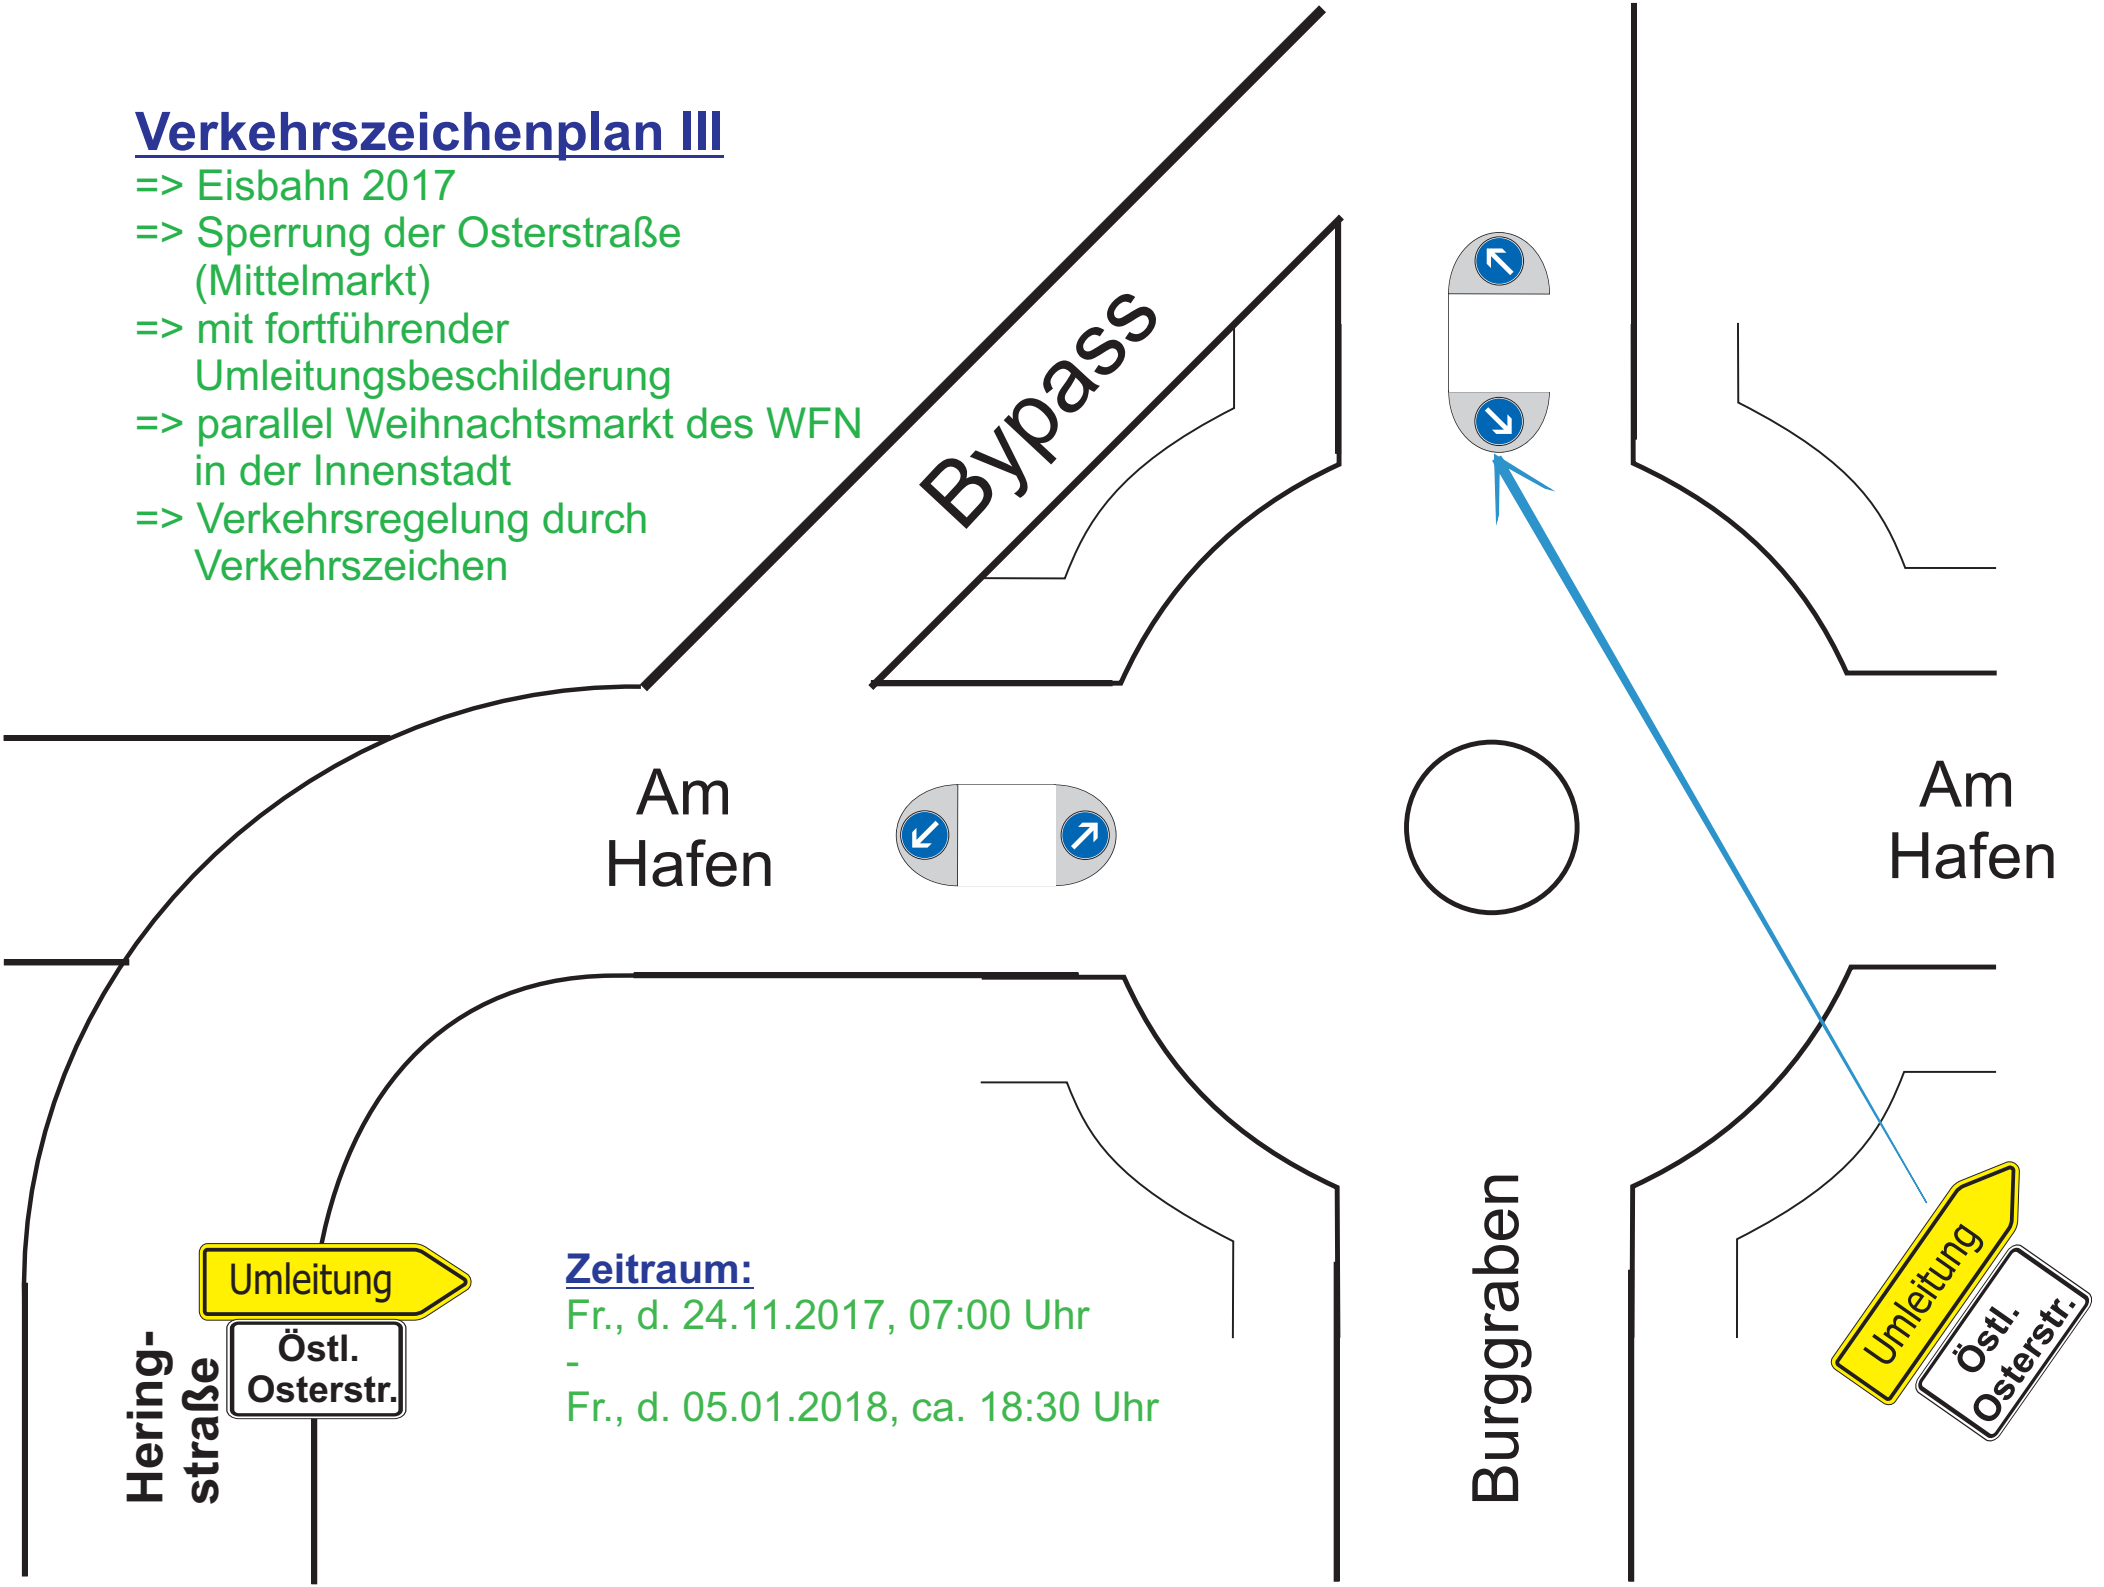 Verkehrszeichenplan III
=> Eisbahn 2017
=> Sperrung der Osterstraße
(Mittelmarkt)
=> mit fortführender
Umleitungsbeschilderung
=> parallel Weihnachtsmarkt des WFN
in der Innenstadt
=> Verkehrsregelung durch
Verkehrszeichen
Bypass
Am
Hafen
Am
Hafen
Umleitung
Östl.
Osterstr.
Hering-
straße
Zeitraum:
Fr., d. 24.11.2017, 07:00 Uhr
-
Fr., d. 05.01.2018, ca. 18:30 Uhr
Burggraben
Umleitung
Östl.
Osterstr.